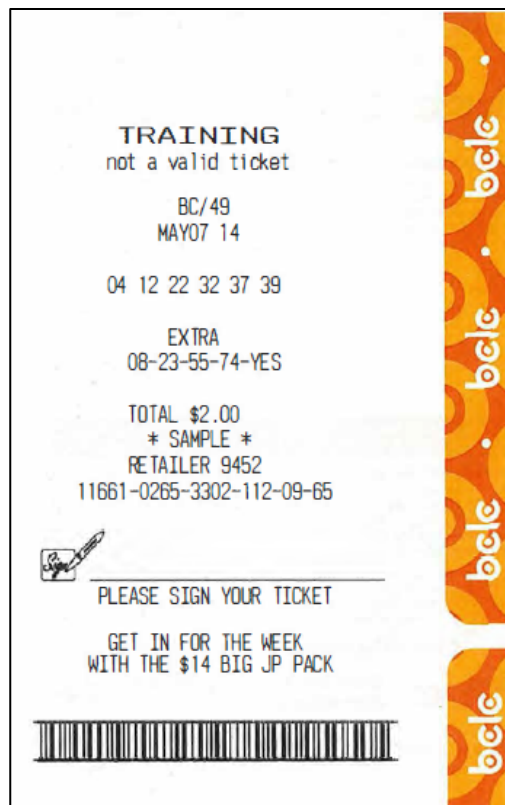 TRAINING
not a valid ticket
BC/49
MAY07 14
04 12 22 32 37 39
EXTRA
08-23-55-74-YES
TOTAL $2.00
* SAMPLE *
RETAILER 9452
11661-0265-3302-112-09-65
Sign
PLEASE SIGN YOUR TICKET
GET IN FOR THE WEEK
WITH THE $14 BIG JP PACK
bclc
bclc
bclc
bclc